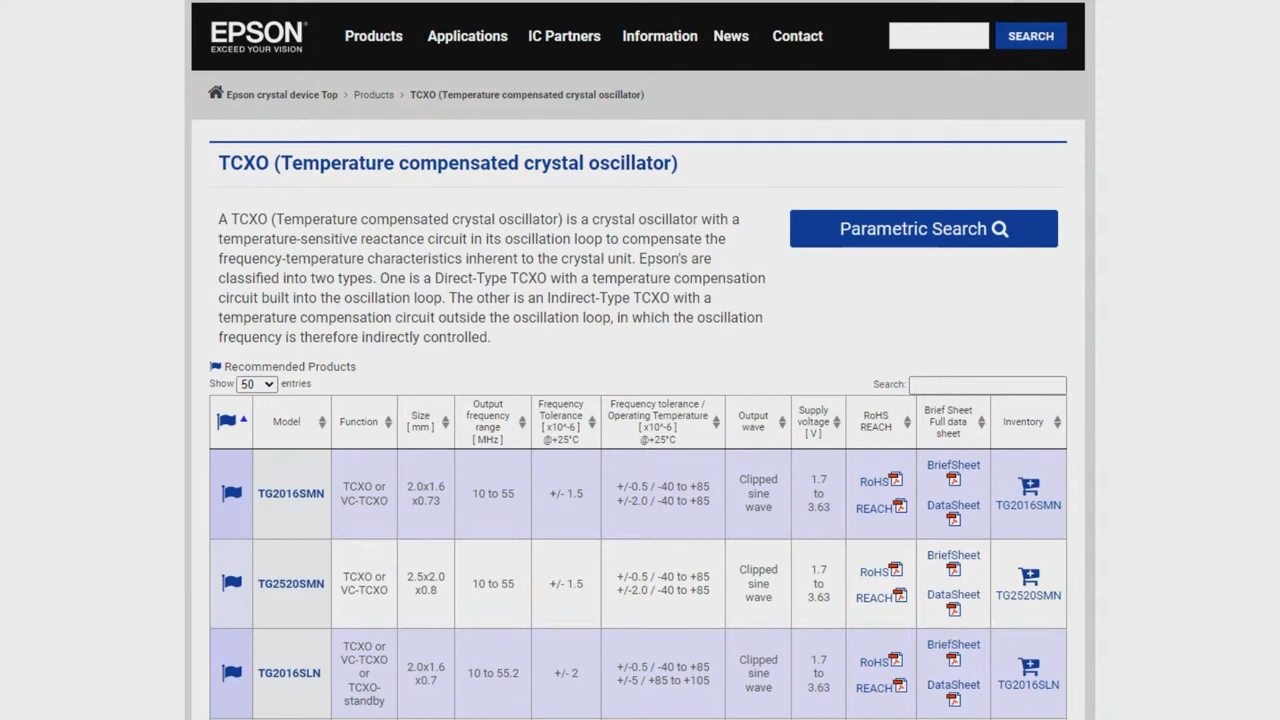 EPSON
EXCEED YOUR VISION
Products Applications IC Partners Information News Contact SEARCH
Epson crystal device Top > Products > TCXO (Temperature compensated crystal oscillator)
TCXO (Temperature compensated crystal oscillator)
A TCXO (Temperature compensated crystal oscillator) is a crystal oscillator with a
temperature-sensitive reactance circuit in its oscillation loop to compensate the
frequency-temperature characteristics inherent to the crystal unit. Epson's are
classified into two types. One is a Direct-Type TCXO with a temperature compensation
circuit built into the oscillation loop. The other is an Indirect-Type TCXO with a
temperature compensation circuit outside the oscillation loop, in which the oscillation
frequency is therefore indirectly controlled.
Parametric Search
Recommended Products
Show 50 entries
Search:
Model
Function
Size
[ mm ]
Output
frequency
range
[ MHz ]
Frequency
Tolerance
[ x10^-6 ]
@+25°C
Frequency tolerance /
Operating Temperature
[ x10^-6 ]
@+25°C
Output
wave
Supply
voltage
[ V ]
RoHS
REACH
Brief Sheet
Full data
sheet
Inventory
TG2016SMN
TCXO or
VC-TCXO
2.0x1.6
x0.73
10 to 55
+/- 1.5
+/-0.5 / -40 to +85
+/-2.0 / -40 to +85
Clipped
sine
wave
1.7
to
3.63
RoHS
REACH
BriefSheet
DataSheet
TG2016SMN
TG2520SMN
TCXO or
VC-TCXO
2.5x2.0
x0.8
10 to 55
+/- 1.5
+/-0.5 / -40 to +85
+/-2.0 / -40 to +85
Clipped
sine
wave
1.7
to
3.63
RoHS
REACH
BriefSheet
DataSheet
TG2520SMN
TG2016SLN
TCXO or
VC-TCXO
or
TCXO-
standby
2.0x1.6
x0.7
10 to 55.2
+/- 2
+/-0.5 / -40 to +85
+/-5 / +85 to +105
Clipped
sine
wave
1.7
to
3.63
RoHS
REACH
BriefSheet
DataSheet
TG2016SLN